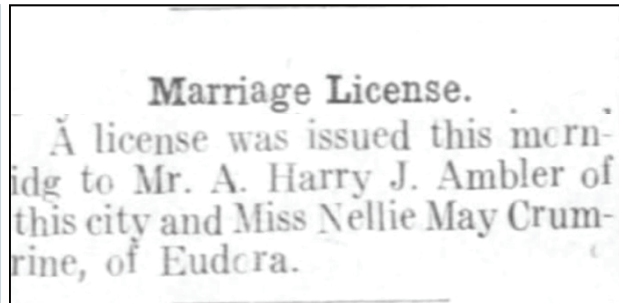 Marriage License.
A license was issued this morn-
idg to Mr. A. Harry J. Ambler of
this city and Miss Nellie May Crum-
rine, of Eudora.